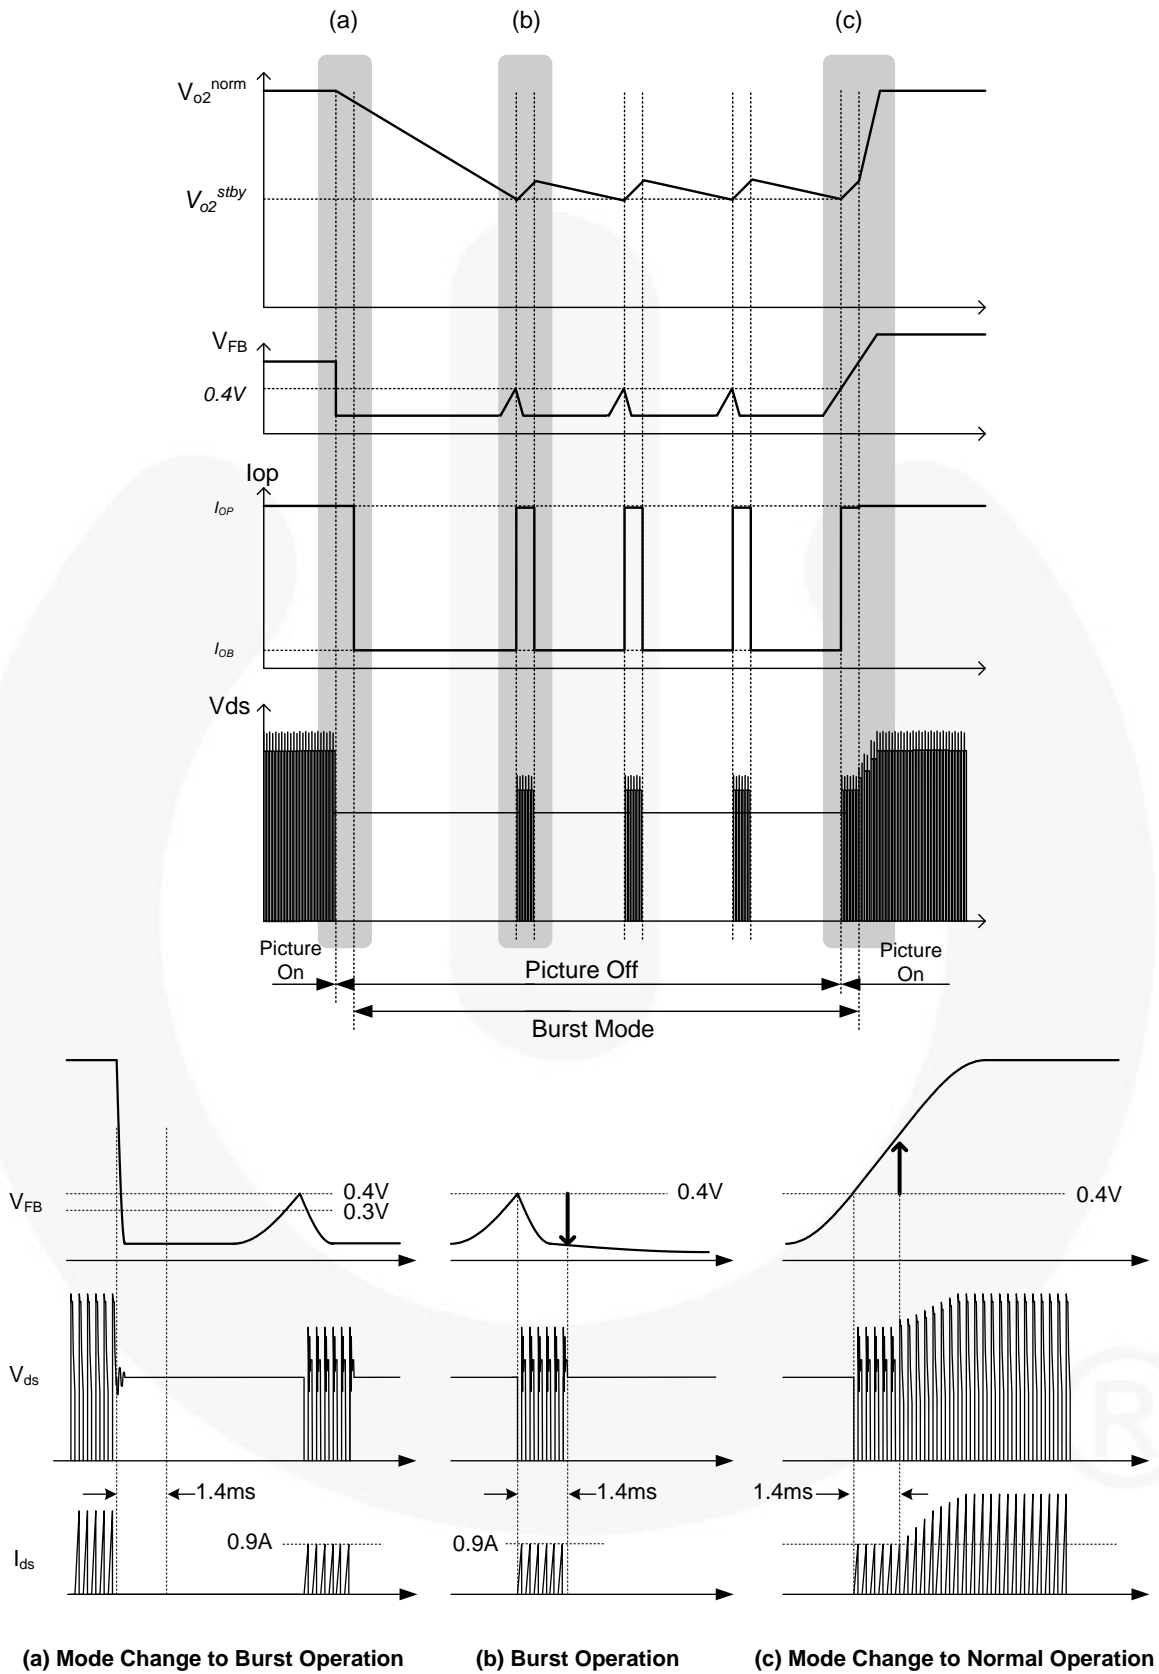 (a) (b) (c)
Vo2norm
Vo2stby
VFB
0.4V
Iop
IOP
IOB
Vds
Picture On
Picture Off
Picture On
Burst Mode
VFB
0.4V
0.3V
0.4V
0.4V
Vds
1.4ms
1.4ms
1.4ms
0.9A
0.9A
Ids
(a) Mode Change to Burst Operation
(b) Burst Operation
(c) Mode Change to Normal Operation
®